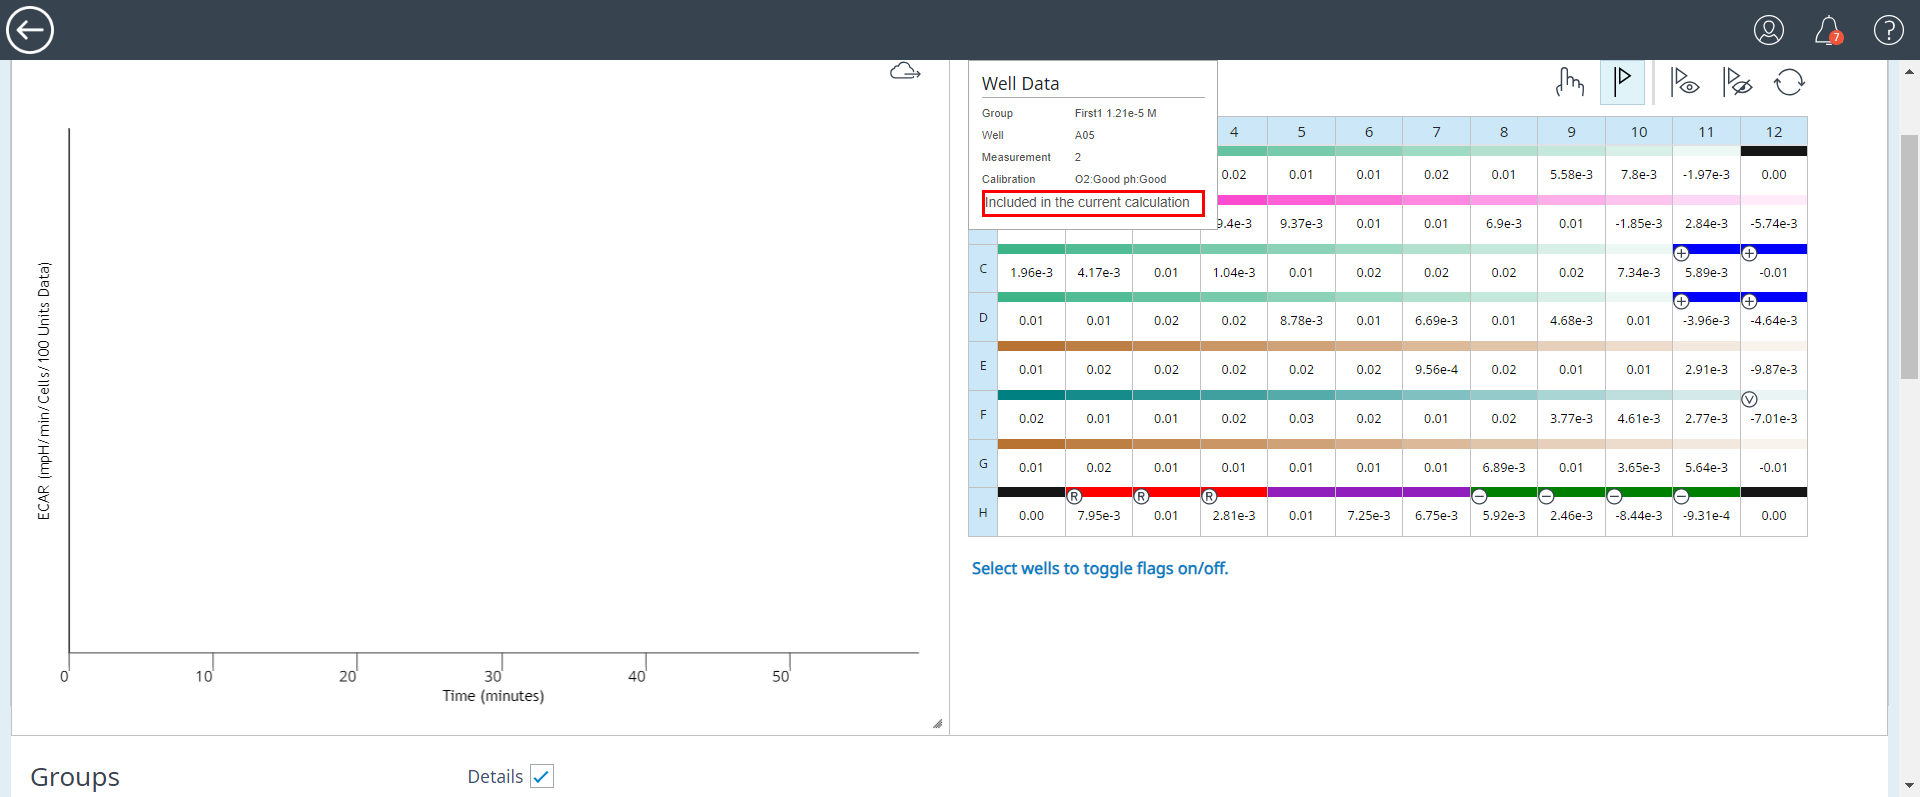 7
?
Well Data
Group First1 1.21e-5 M
Well A05
Measurement 2
Calibration O2:Good ph:Good
Included in the current calculation
4 5 6 7 8 9 10 11 12
0.02 0.01 0.01 0.02 0.01 5.58e-3 7.8e-3 -1.97e-3 0.00
9.4e-3 9.37e-3 0.01 0.01 6.9e-3 0.01 -1.85e-3 2.84e-3 -5.74e-3
+ +
C 1.96e-3 4.17e-3 0.01 1.04e-3 0.01 0.02 0.02 0.02 0.02 7.34e-3 5.89e-3 -0.01
+ +
D 0.01 0.01 0.02 0.02 8.78e-3 0.01 6.69e-3 0.01 4.68e-3 0.01 -3.96e-3 -4.64e-3
E 0.01 0.02 0.02 0.02 0.02 0.02 9.56e-4 0.02 0.01 0.01 2.91e-3 -9.87e-3
V
F 0.02 0.01 0.01 0.02 0.03 0.02 0.01 0.02 3.77e-3 4.61e-3 2.77e-3 -7.01e-3
G 0.01 0.02 0.01 0.01 0.01 0.01 0.01 6.89e-3 0.01 3.65e-3 5.64e-3 -0.01
R R R − − − −
H 0.00 7.95e-3 0.01 2.81e-3 0.01 7.25e-3 6.75e-3 5.92e-3 2.46e-3 -8.44e-3 -9.31e-4 0.00
Select wells to toggle flags on/off.
ECAR (mpH/min/Cells/100 Units Data)
0 10 20 30 40 50
Time (minutes)
Groups
Details